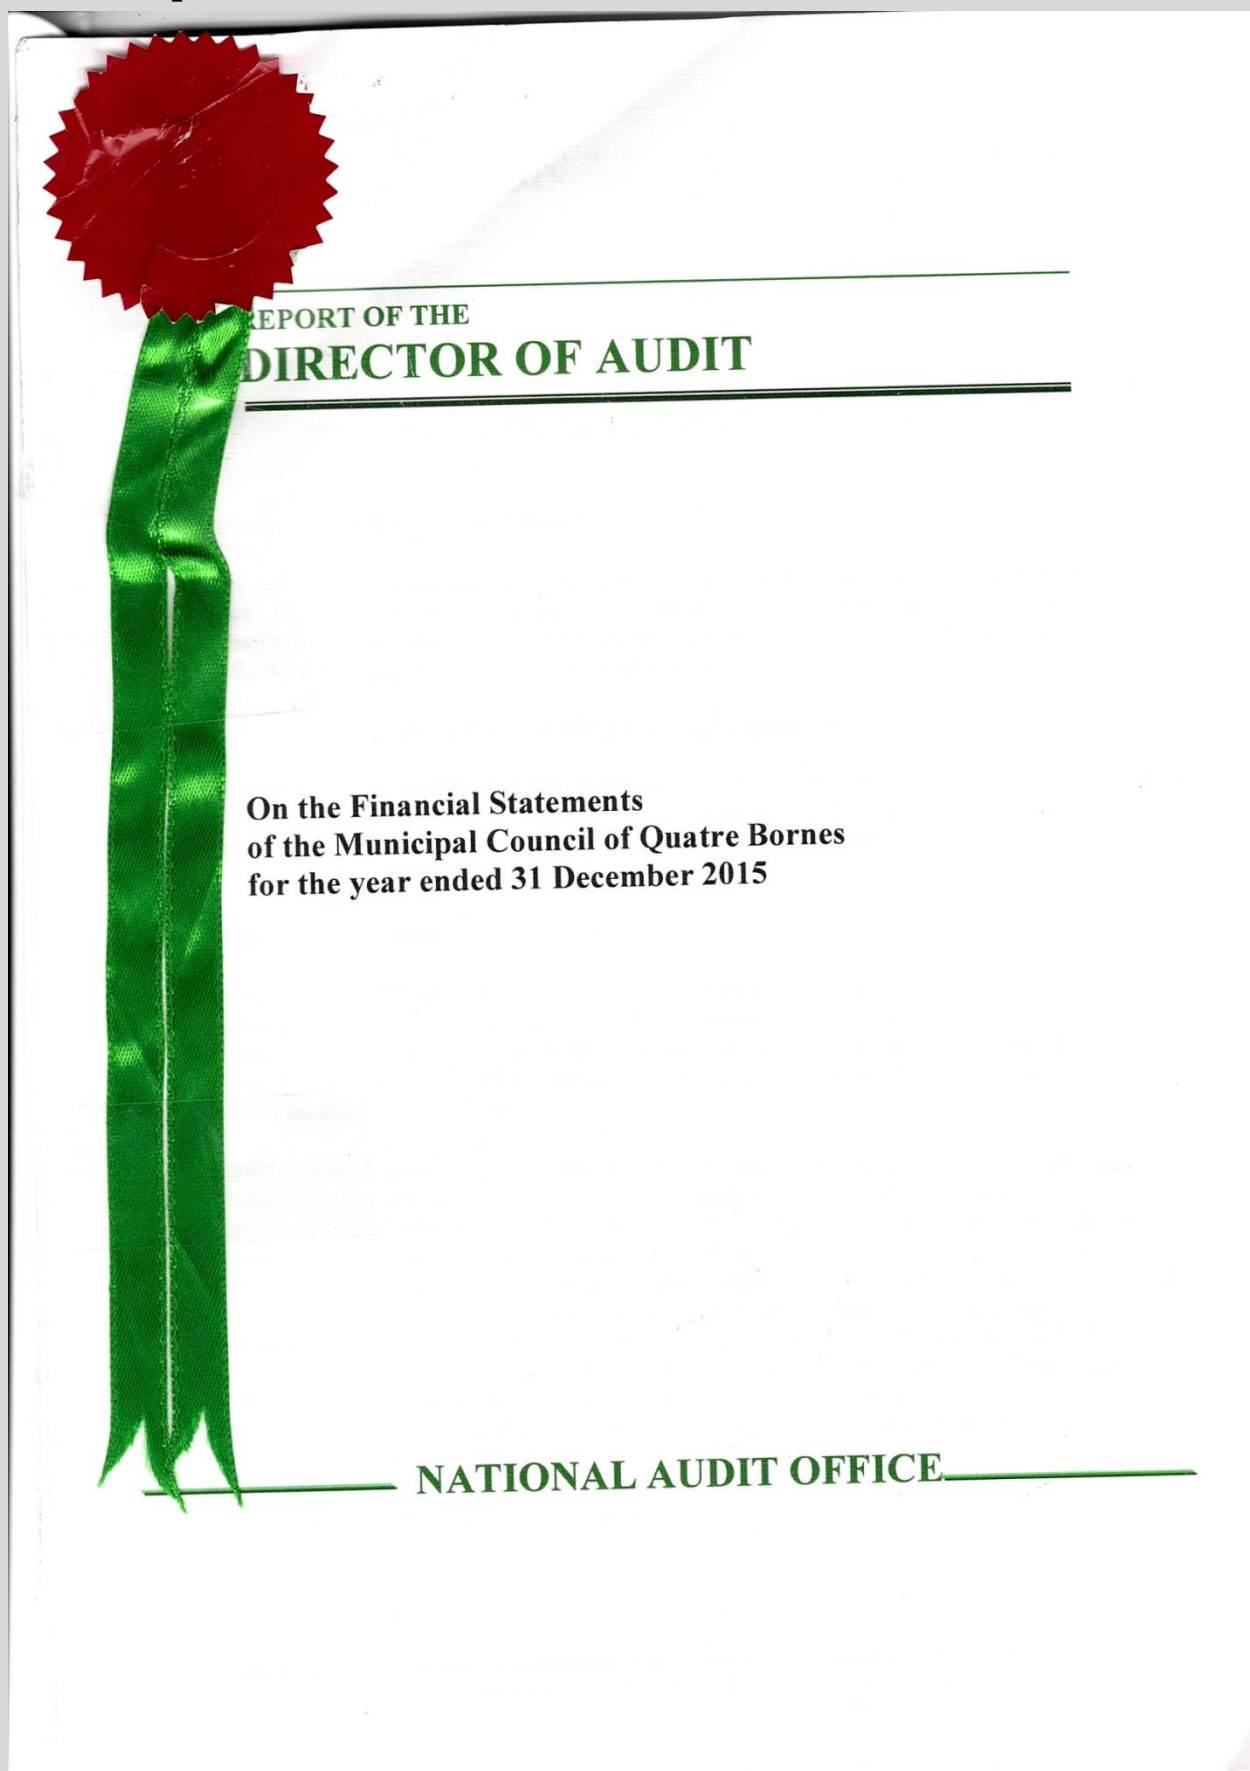 REPORT OF THE
DIRECTOR OF AUDIT
On the Financial Statements
of the Municipal Council of Quatre Bornes
for the year ended 31 December 2015
NATIONAL AUDIT OFFICE